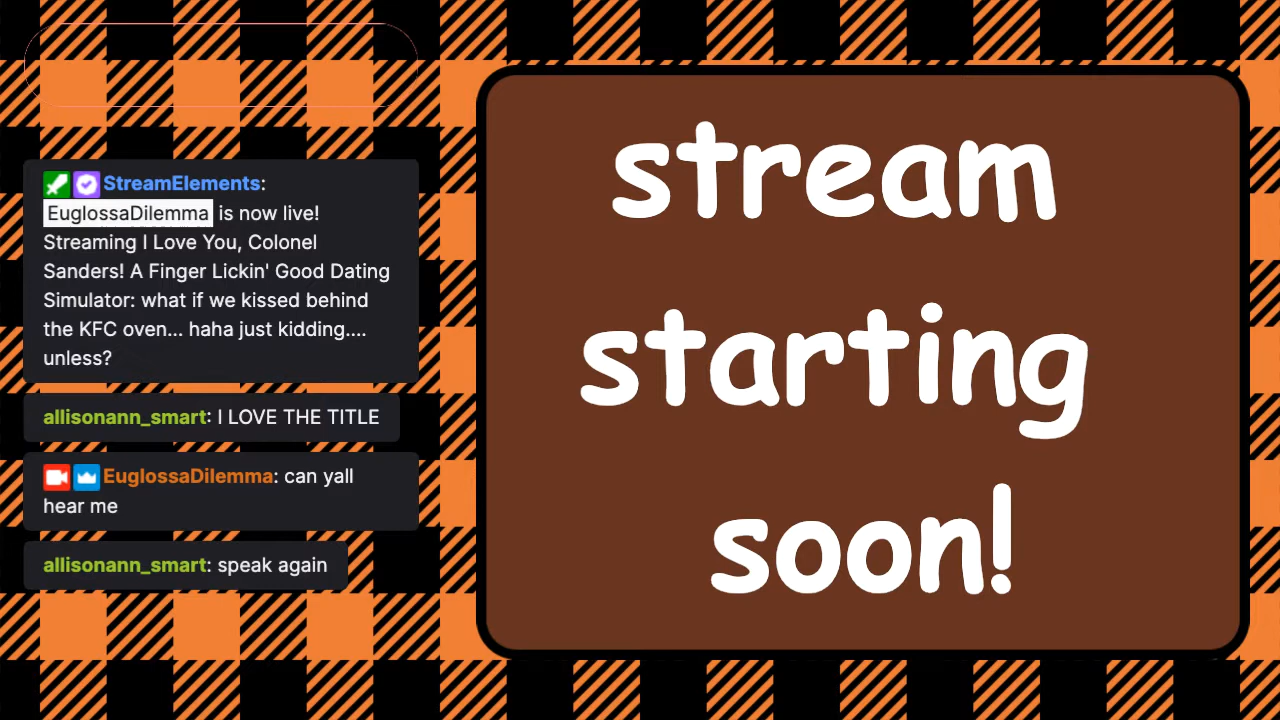 StreamElements:
EuglossaDilemma is now live!
Streaming I Love You, Colonel
Sanders! A Finger Lickin' Good Dating
Simulator: what if we kissed behind
the KFC oven... haha just kidding....
unless?
allisonann_smart: I LOVE THE TITLE
EuglossaDilemma: can yall
hear me
allisonann_smart: speak again
stream
starting
soon!